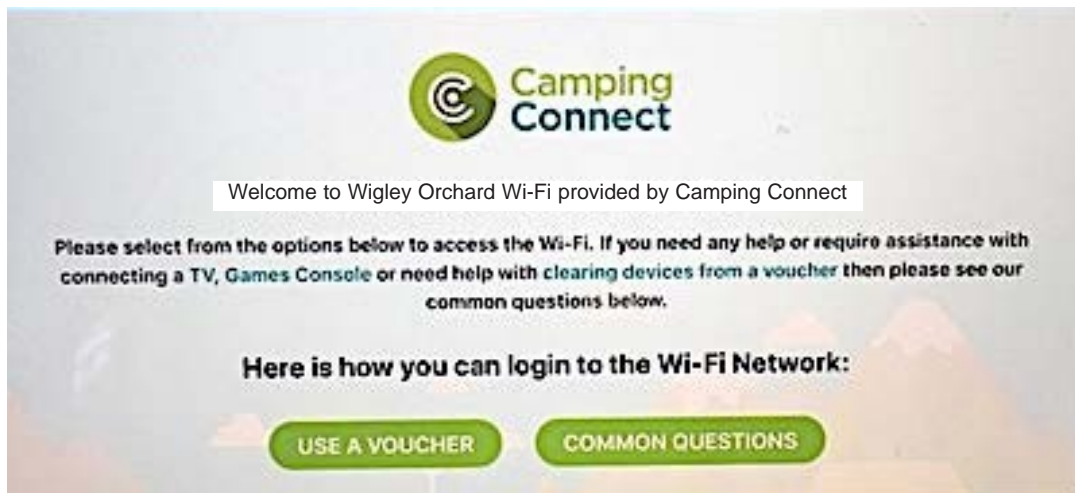 Camping
Connect
Welcome to Wigley Orchard Wi-Fi provided by Camping Connect
Please select from the options below to access the Wi-Fi. If you need any help or require assistance with
connecting a TV, Games Console or need help with clearing devices from a voucher then please see our
common questions below.
Here is how you can login to the Wi-Fi Network:
USE A VOUCHER COMMON QUESTIONS